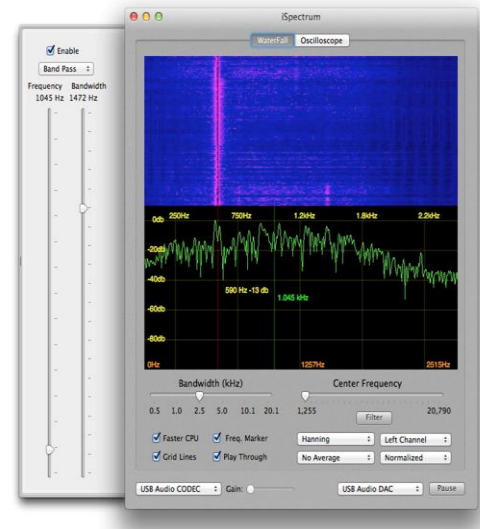 iSpectrum
WaterFall Oscilloscope
Enable
Band Pass
Frequency Bandwidth
1045 Hz 1472 Hz
0db 250Hz 750Hz 1.2kHz 1.8kHz 2.2kHz
-20db
-40db
590 Hz -13 db
1.045 kHz
-60db
-80db
0Hz 1257Hz 2515Hz
Bandwidth (kHz) Center Frequency
0.5 1.0 2.5 5.0 10.1 20.1 1,255 20,790
Filter
Faster CPU Freq. Marker Hanning Left Channel
Grid Lines Play Through No Average Normalized
USB Audio CODEC Gain: USB Audio DAC Pause